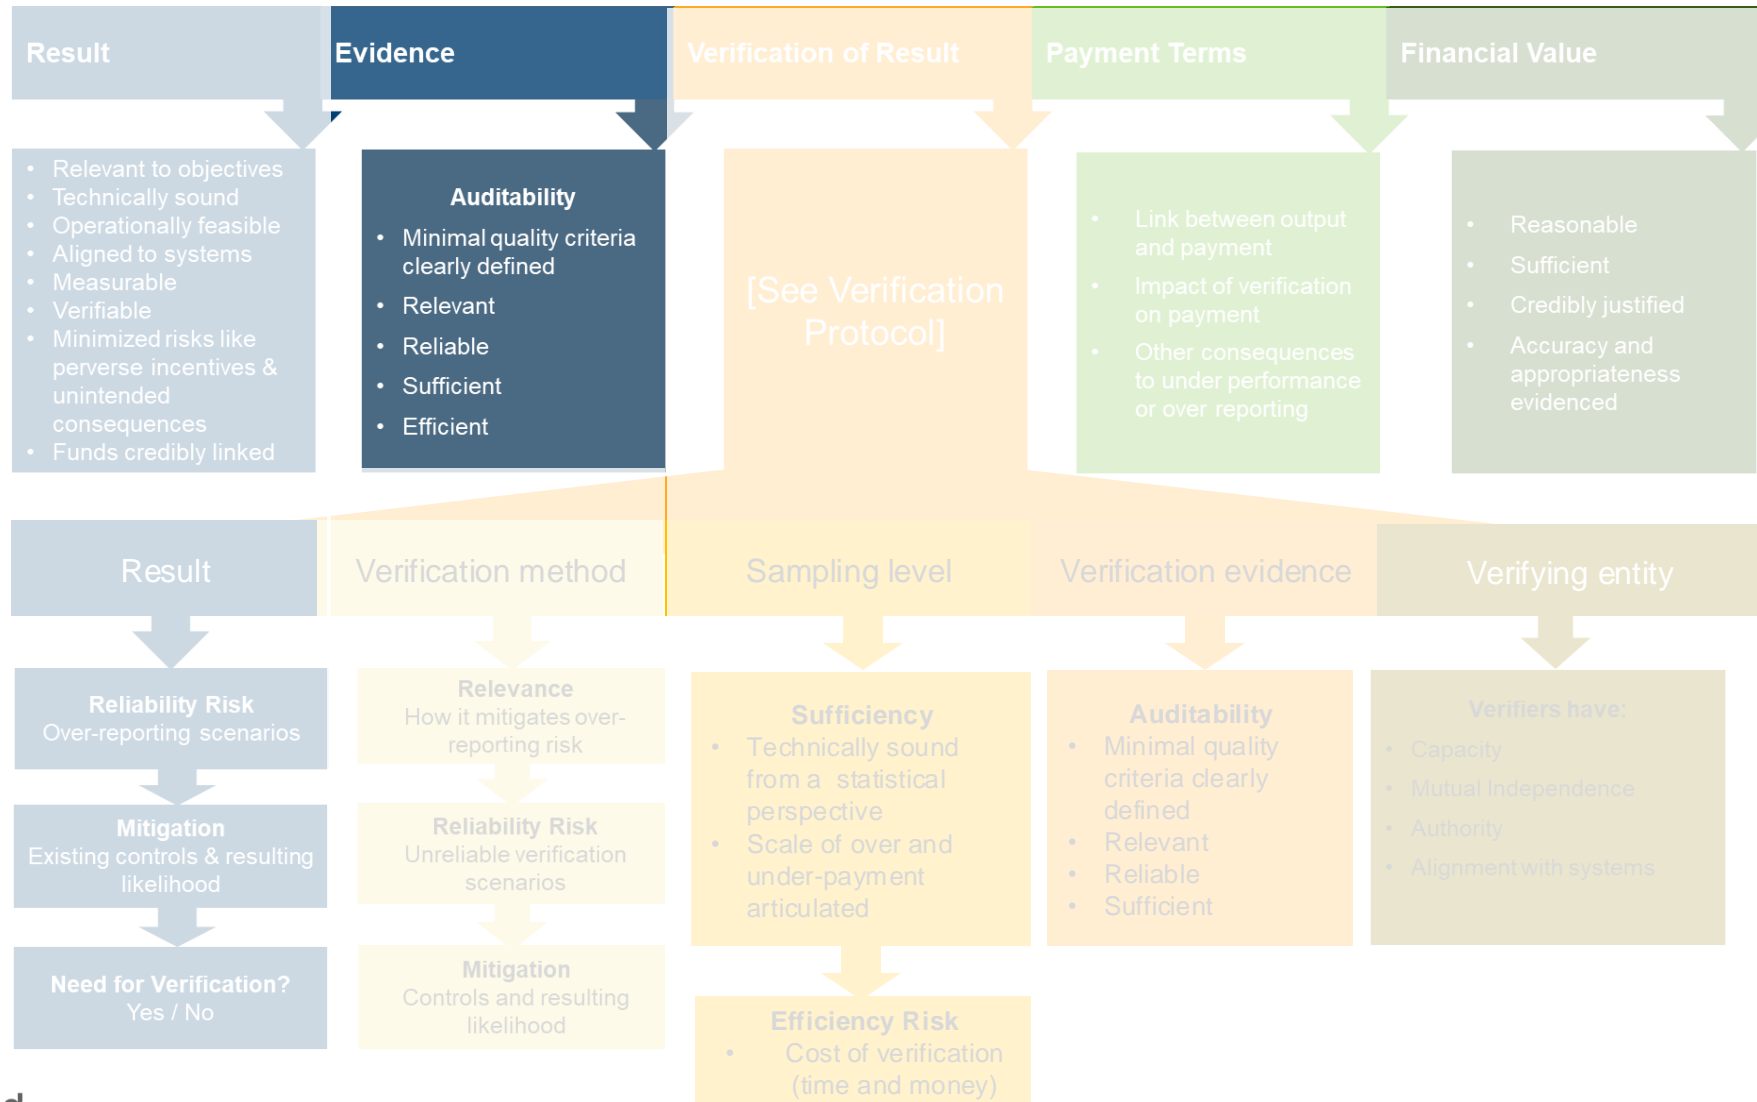 Result
Evidence
Verification of Result
Payment Terms
Financial Value
• Relevant to objectives
• Technically sound
• Operationally feasible
• Aligned to systems
• Measurable
• Verifiable
• Minimized risks like
perverse incentives &
unintended
consequences
• Funds credibly linked
Auditability
• Minimal quality criteria
clearly defined
• Relevant
• Reliable
• Sufficient
• Efficient
[See Verification
Protocol]
• Link between output
and payment
• Impact of verification
on payment
• Other consequences
to under performance
or over reporting
• Reasonable
• Sufficient
• Credibly justified
• Accuracy and
appropriateness
evidenced
Result
Verification method
Sampling level
Verification evidence
Verifying entity
Reliability Risk
Over-reporting scenarios
Mitigation
Existing controls & resulting
likelihood
Need for Verification?
Yes / No
Relevance
How it mitigates over-
reporting risk
Reliability Risk
Unreliable verification
scenarios
Mitigation
Controls and resulting
likelihood
Sufficiency
• Technically sound
from a statistical
perspective
• Scale of over and
under-payment
articulated
Efficiency Risk
• Cost of verification
(time and money)
Auditability
• Minimal quality
criteria clearly
defined
• Relevant
• Reliable
• Sufficient
Verifiers have:
• Capacity
• Mutual Independence
• Authority
• Alignment with systems